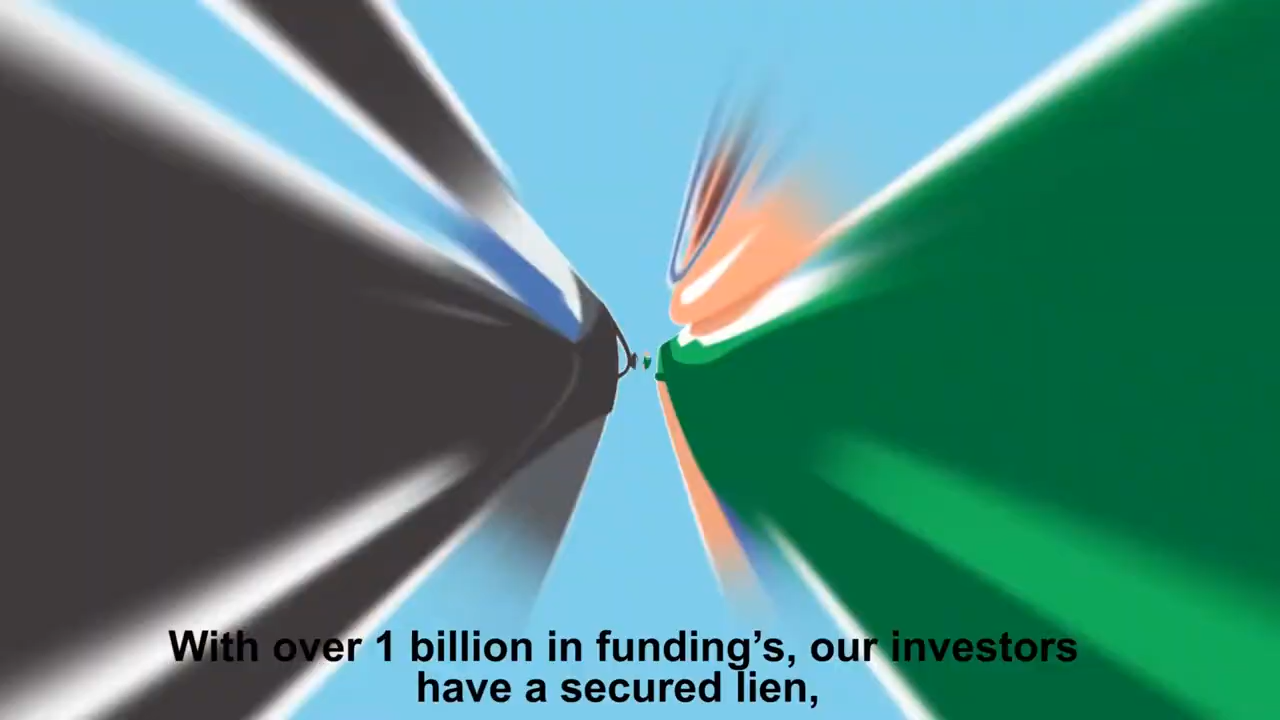 With over 1 billion in funding’s, our investors
have a secured lien,